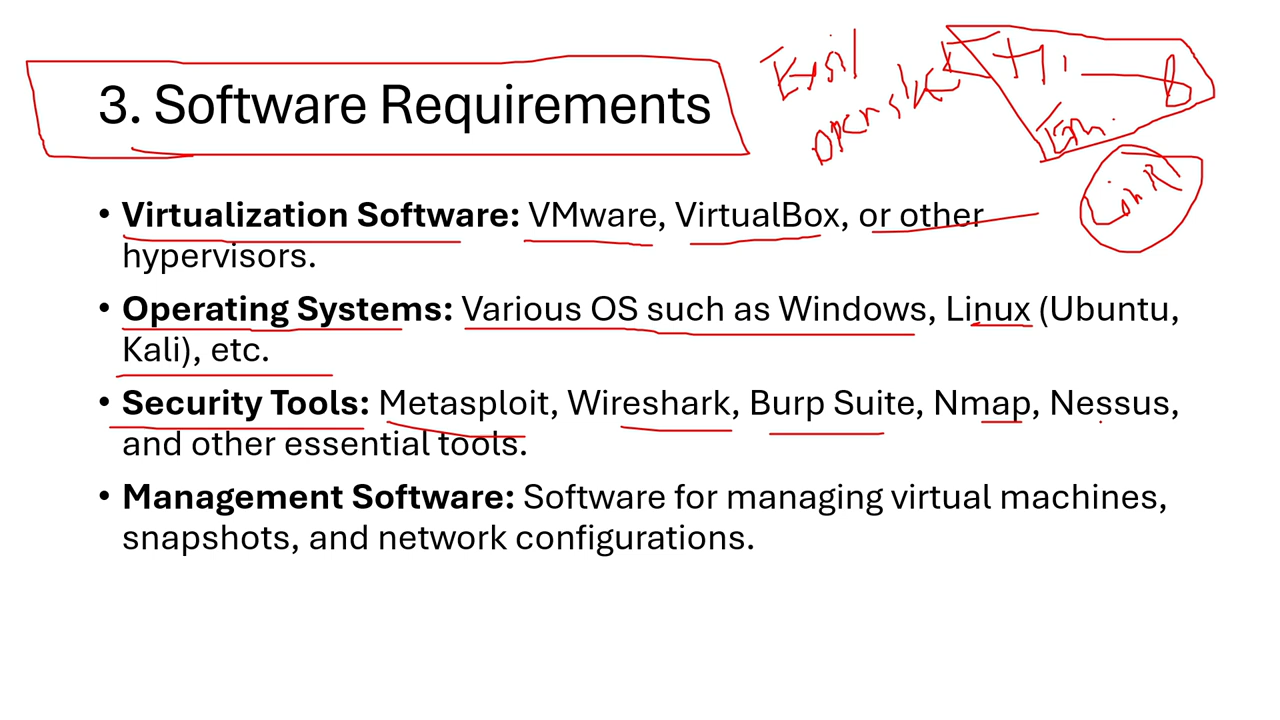 3. Software Requirements
• Virtualization Software: VMware, VirtualBox, or other
hypervisors.
• Operating Systems: Various OS such as Windows, Linux (Ubuntu,
Kali), etc.
• Security Tools: Metasploit, Wireshark, Burp Suite, Nmap, Nessus,
and other essential tools.
• Management Software: Software for managing virtual machines,
snapshots, and network configurations.